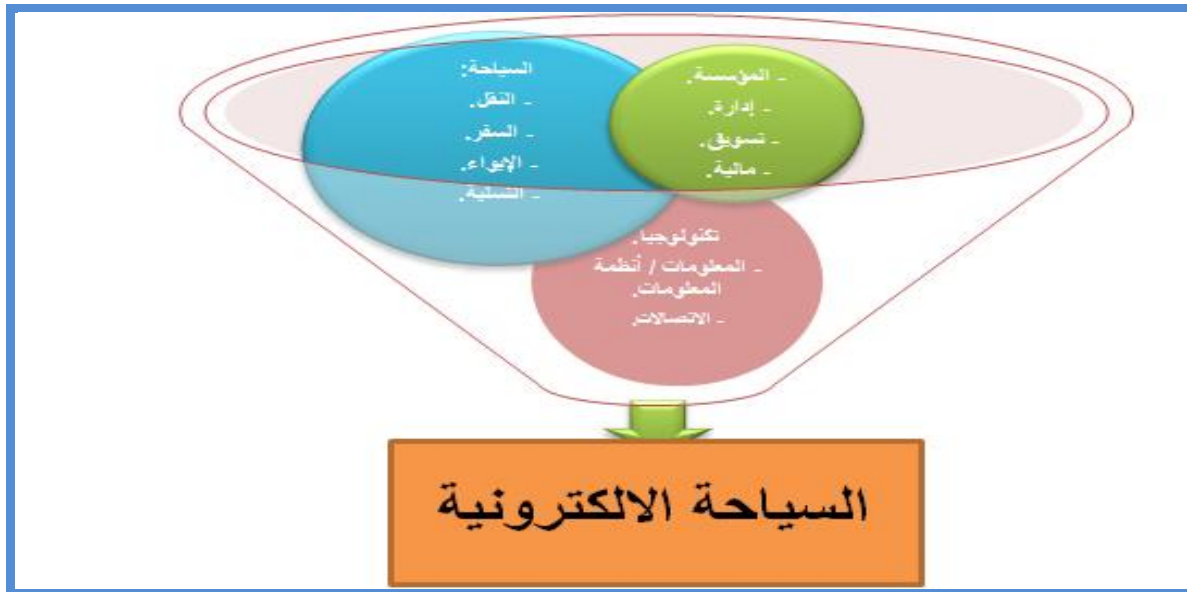 السياحة:
- النقل.
- السفر.
- الإيواء.
- التسلية.
- المؤسسة.
- إدارة.
- تسويق.
- مالية.
تكنولوجيا.
- المعلومات / أنظمة
المعلومات.
- الاتصالات.
السياحة الالكترونية